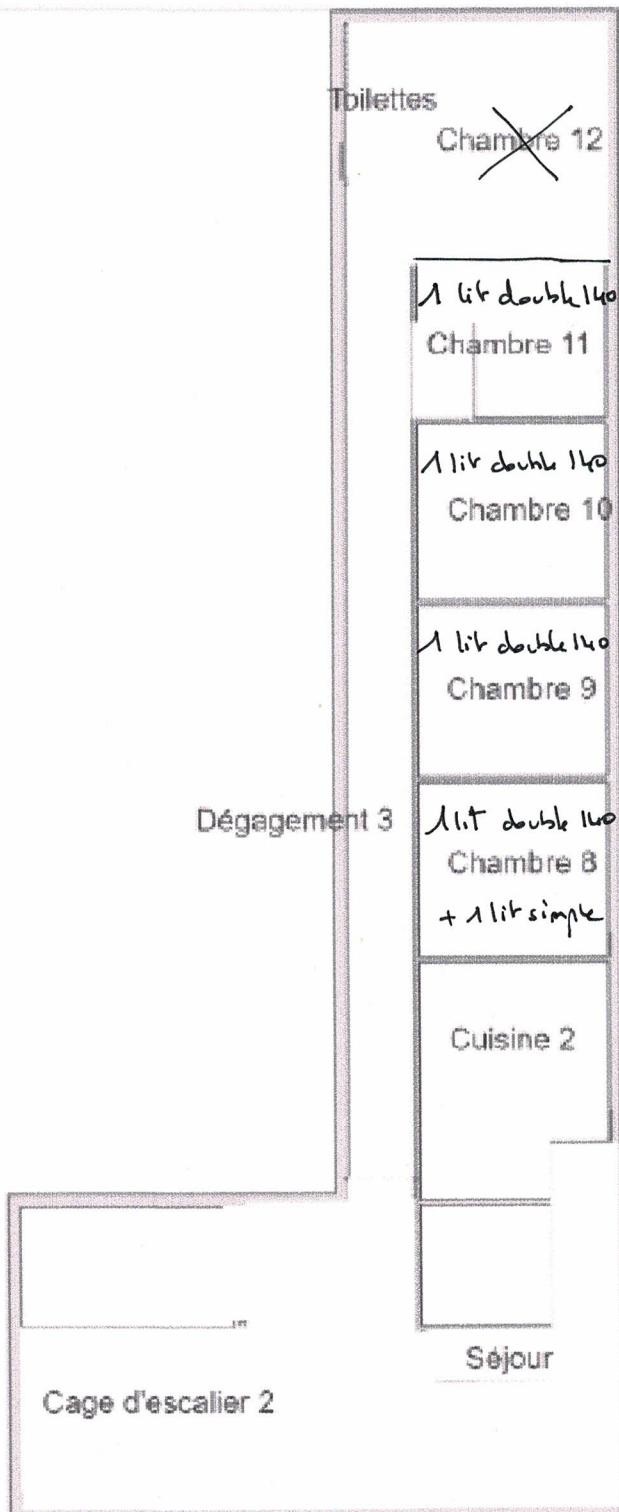 Toilettes
Chambre 12
1 lit double 140
Chambre 11
1 lit double 140
Chambre 10
1 lit double 140
Chambre 9
Dégagement 3
1 lit double 140
Chambre 8
+ 1 lit simple
Cuisine 2
Séjour
Cage d'escalier 2